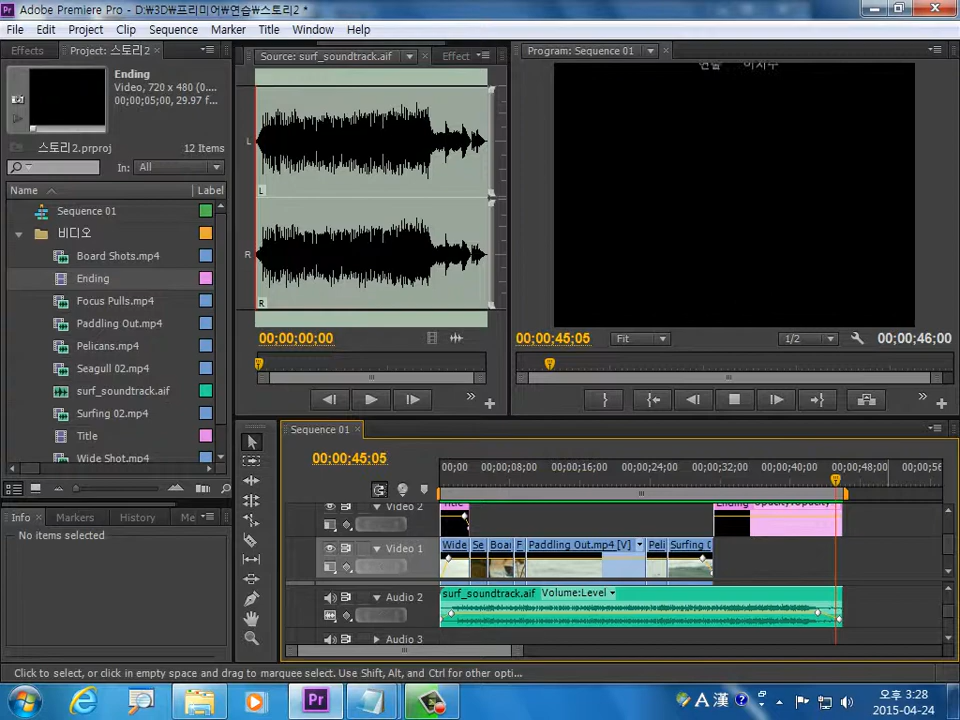 Adobe Premiere Pro - D:\3D\프리미어\연습\스토리2 *
File Edit Project Clip Sequence Marker Title Window Help
Effects Project: 스토리2
Ending
Video, 720 x 480 (0....
00;00;05;00, 29.97 f...
스토리2.prproj 12 Items
In: All
Name Label
Sequence 01
비디오
Board Shots.mp4
Ending
Focus Pulls.mp4
Paddling Out.mp4
Pelicans.mp4
Seagull 02.mp4
surf_soundtrack.aif
Surfing 02.mp4
Title
Wide Shot.mp4
Info Markers History Me
No items selected
Source: surf_soundtrack.aif Effect
L
L
R
R
00;00;00;00
Program: Sequence 01
00;00;45;05 Fit 1/2 00;00;46;00
Sequence 01
00;00;45;05
00;00 00;00;08;00 00;00;16;00 00;00;24;00 00;00;32;00 00;00;40;00 00;00;48;00 00;00;56
Video 2 Title Ending Opacity:Opacity
Video 1 Wide Se Boar F Paddling Out.mp4 [V] Peli Surfing 0
Audio 2 surf_soundtrack.aif Volume:Level
Audio 3
Click to select, or click in empty space and drag to marquee select. Use Shift, Alt, and Ctrl for other opti...
A 漢
오후 3:28
2015-04-24